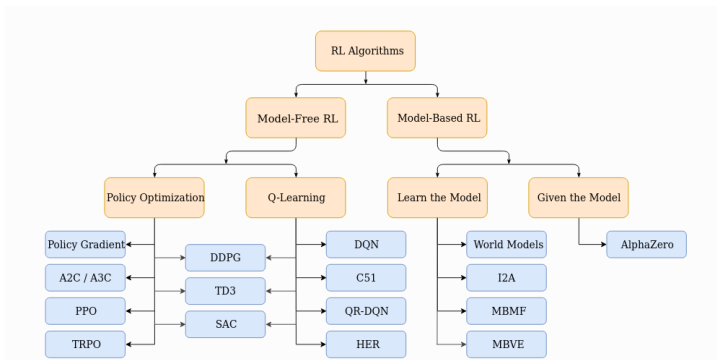 RL Algorithms
Model-Free RL
Model-Based RL
Policy Optimization
Q-Learning
Learn the Model
Given the Model
Policy Gradient
DDPG
DQN
World Models
AlphaZero
A2C / A3C
TD3
C51
I2A
PPO
SAC
QR-DQN
MBMF
TRPO
HER
MBVE